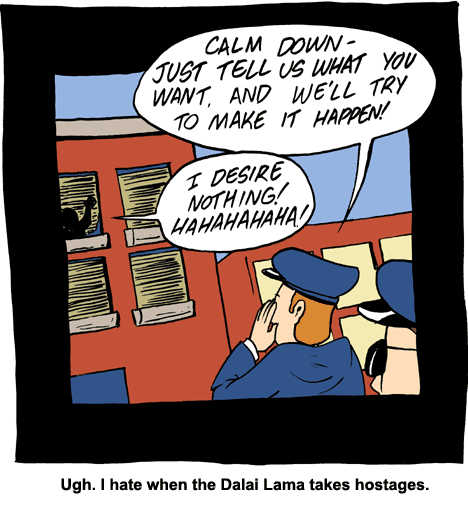 CALM DOWN -
JUST TELL US WHAT YOU
WANT, AND WE'LL TRY
TO MAKE IT HAPPEN!
I DESIRE
NOTHING!
HAHAHAHAHA!
Ugh. I hate when the Dalai Lama takes hostages.